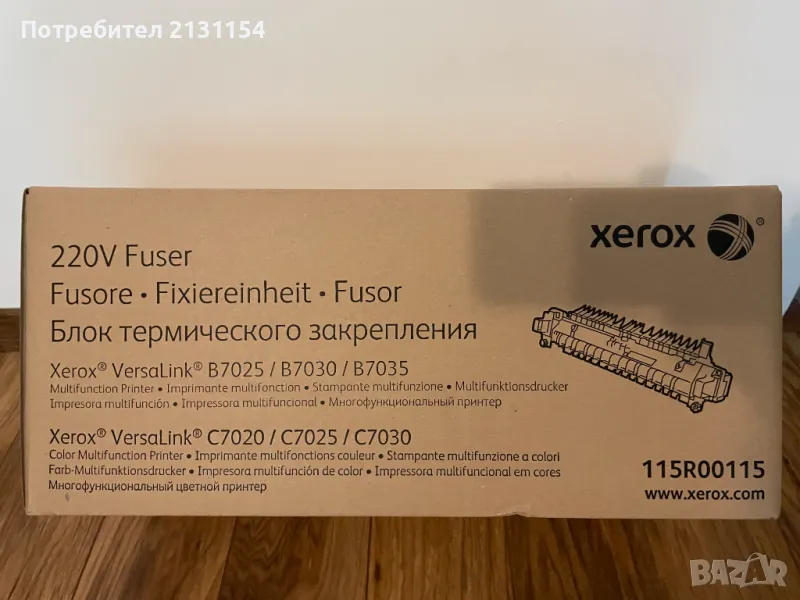 Потребител 2131154
xerox®
220V Fuser
Fusore • Fixiereinheit • Fusor
Блок термического закрепления
Xerox® VersaLink® B7025 / B7030 / B7035
Multifunction Printer • Imprimante multifonction • Stampante multifunzione • Multifunktionsdrucker
Impresora multifunción • Impressora multifuncional • Многофункциональный принтер
Xerox® VersaLink® C7020 / C7025 / C7030
Color Multifunction Printer • Imprimante multifonctions couleur • Stampante multifunzione a colori
Farb-Multifunktionsdrucker • Impresora multifunción de color • Impressora multifuncional em cores
Многофункциональный цветной принтер
115R00115
www.xerox.com
BAZAR